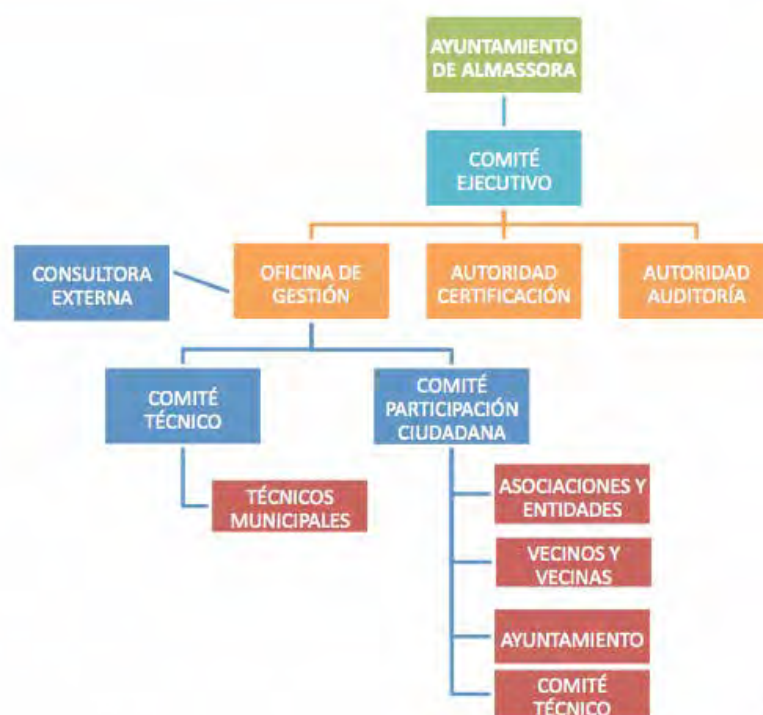 AYUNTAMIENTO
DE ALMASSORA
COMITÉ
EJECUTIVO
CONSULTORA
EXTERNA
OFICINA DE
GESTIÓN
AUTORIDAD
CERTIFICACIÓN
AUTORIDAD
AUDITORÍA
COMITÉ
TÉCNICO
COMITÉ
PARTICIPACIÓN
CIUDADANA
TÉCNICOS
MUNICIPALES
ASOCIACIONES Y
ENTIDADES
VECINOS Y
VECINAS
AYUNTAMIENTO
COMITÉ
TÉCNICO